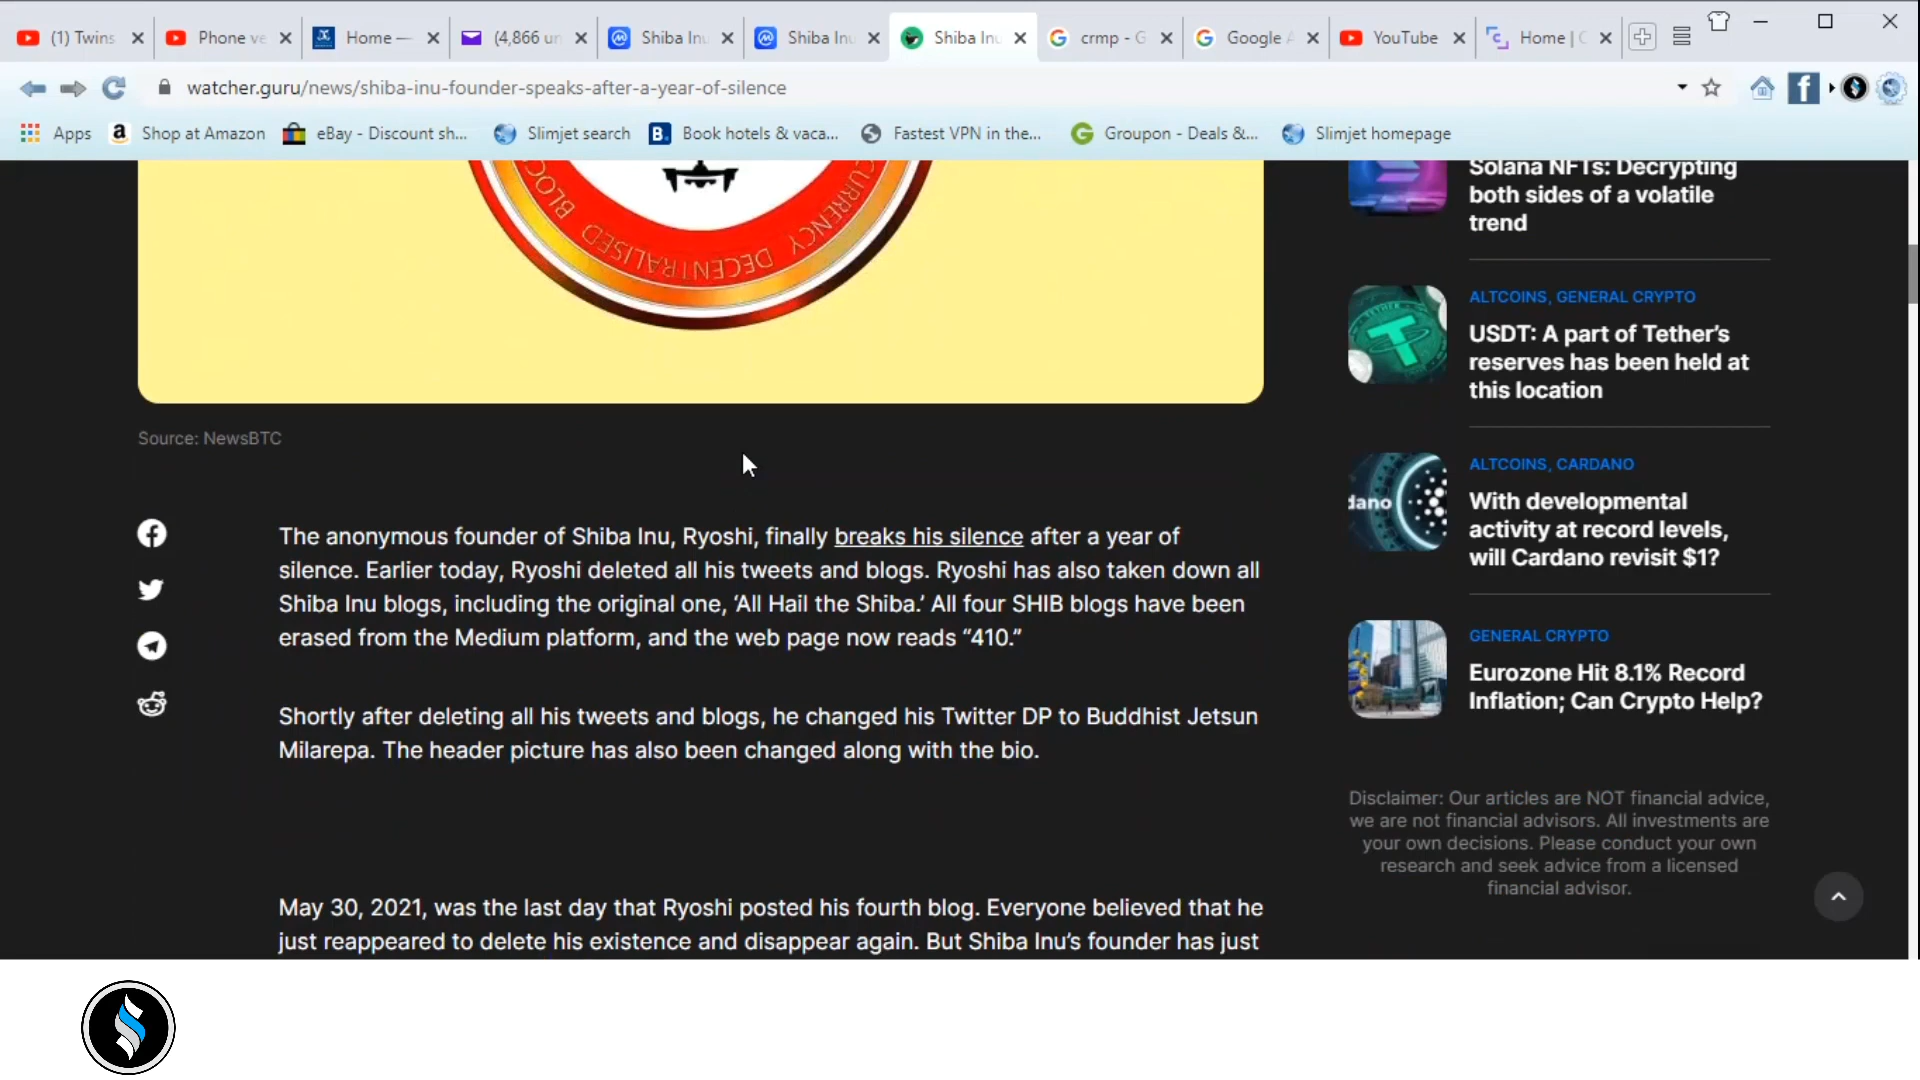 (1) Twins
Phone ve
Home —
(4,866 un
Shiba Inu
Shiba Inu
Shiba Inu
crmp - G
Google A
YouTube
Home | C
watcher.guru/news/shiba-inu-founder-speaks-after-a-year-of-silence
Apps
Shop at Amazon
eBay - Discount sh...
Slimjet search
Book hotels & vaca...
Fastest VPN in the...
Groupon - Deals &...
Slimjet homepage
CURRENCY DECENTRALISED BLOC
Source: NewsBTC
The anonymous founder of Shiba Inu, Ryoshi, finally breaks his silence after a year of
silence. Earlier today, Ryoshi deleted all his tweets and blogs. Ryoshi has also taken down all
Shiba Inu blogs, including the original one, ‘All Hail the Shiba.’ All four SHIB blogs have been
erased from the Medium platform, and the web page now reads “410.”
Shortly after deleting all his tweets and blogs, he changed his Twitter DP to Buddhist Jetsun
Milarepa. The header picture has also been changed along with the bio.
May 30, 2021, was the last day that Ryoshi posted his fourth blog. Everyone believed that he
just reappeared to delete his existence and disappear again. But Shiba Inu’s founder has just
Solana NFTs: Decrypting
both sides of a volatile
trend
ALTCOINS, GENERAL CRYPTO
USDT: A part of Tether’s
reserves has been held at
this location
ALTCOINS, CARDANO
dano
With developmental
activity at record levels,
will Cardano revisit $1?
GENERAL CRYPTO
Eurozone Hit 8.1% Record
Inflation; Can Crypto Help?
Disclaimer: Our articles are NOT financial advice,
we are not financial advisors. All investments are
your own decisions. Please conduct your own
research and seek advice from a licensed
financial advisor.